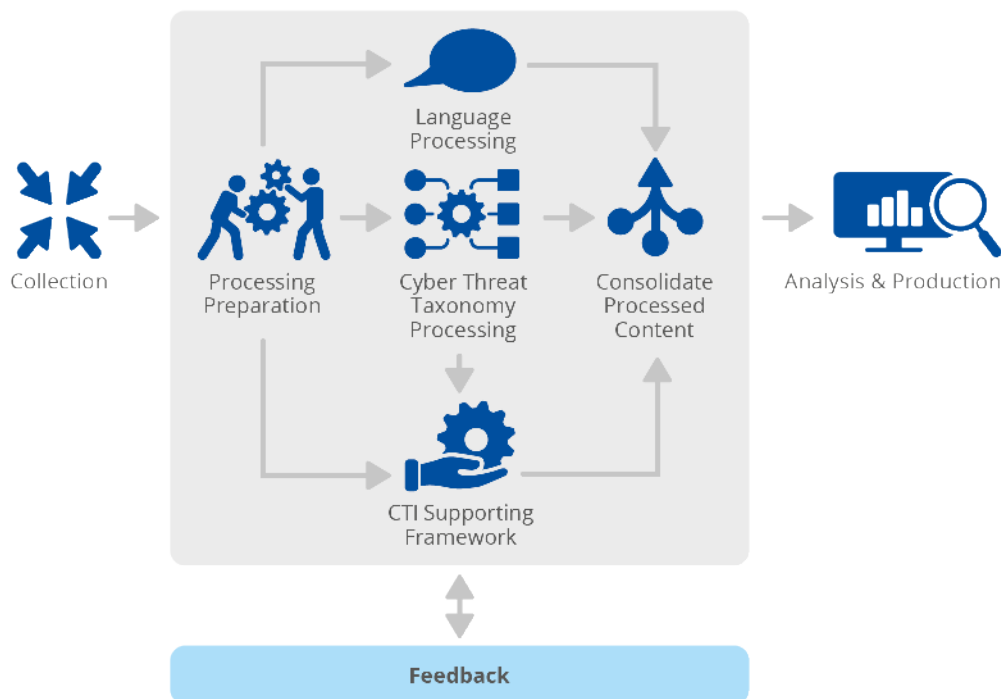 Language
Processing
Collection
Processing
Preparation
Cyber Threat
Taxonomy
Processing
Consolidate
Processed
Content
Analysis & Production
CTI Supporting
Framework
Feedback